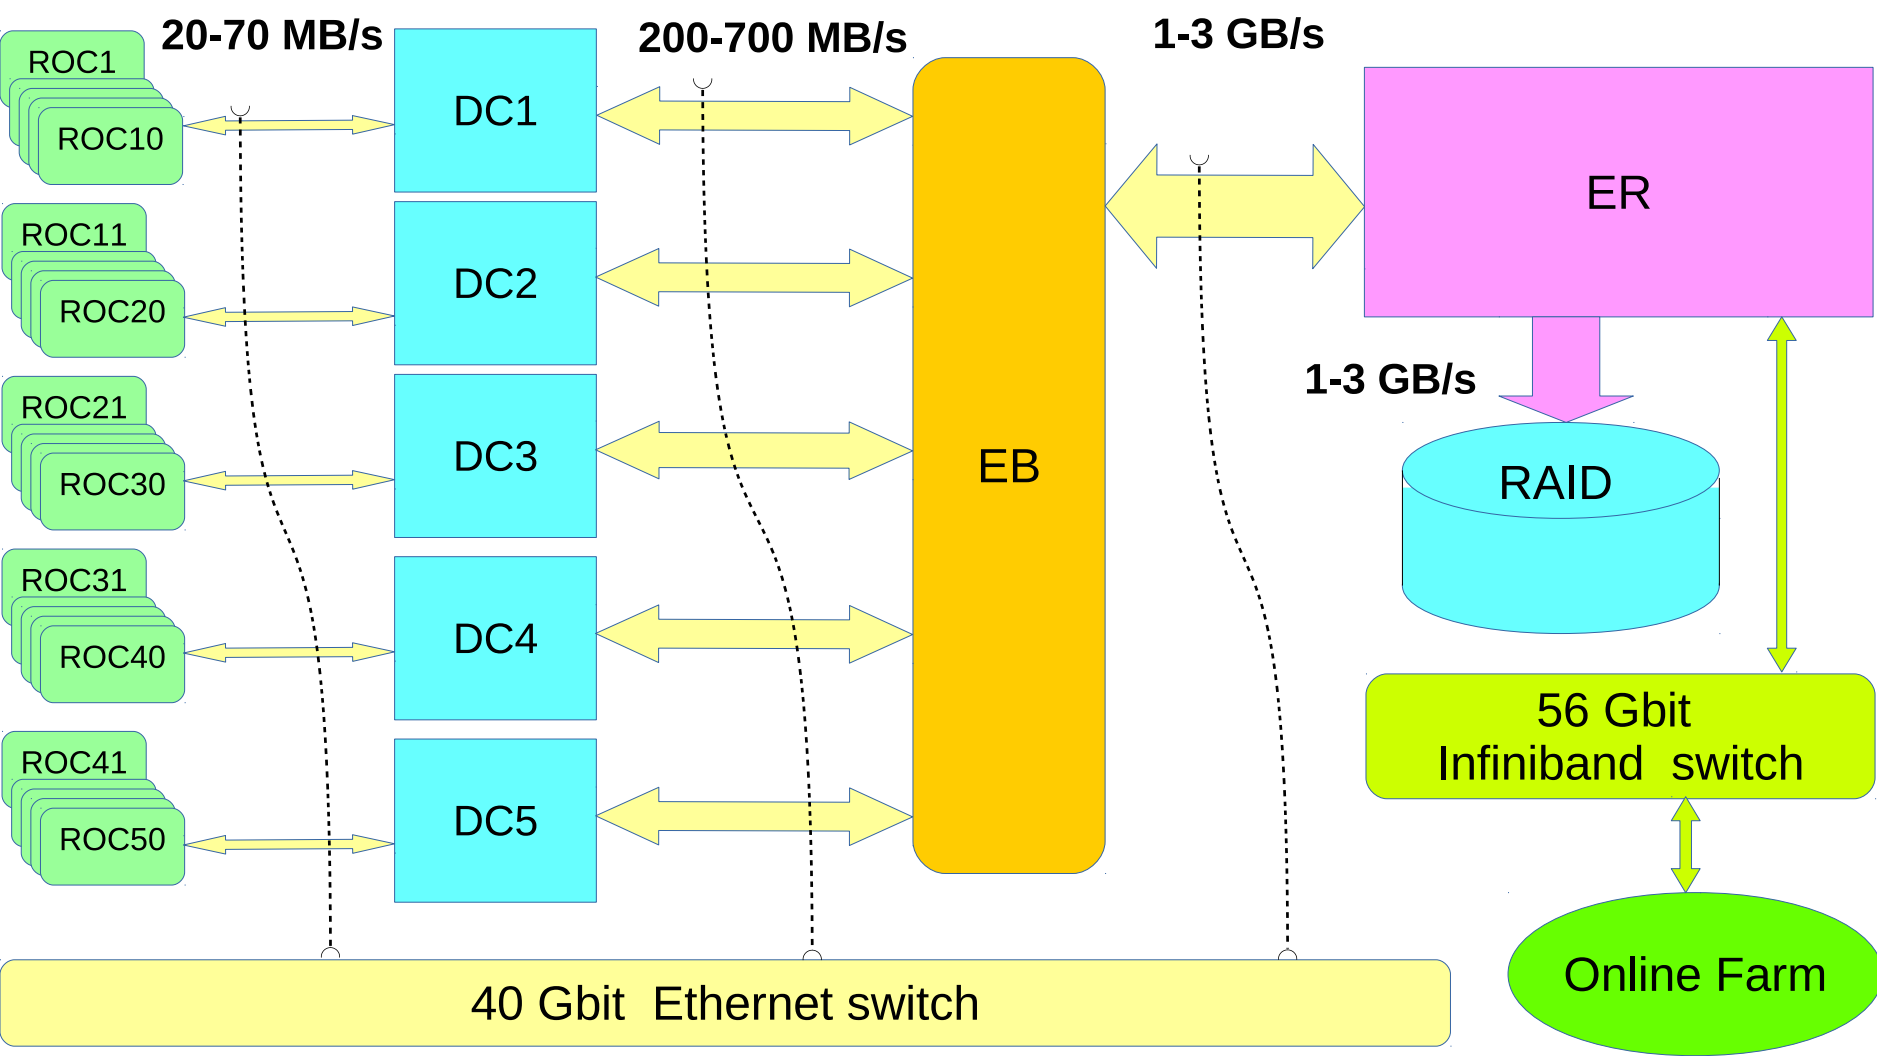 20-70 MB/s
200-700 MB/s
1-3 GB/s
ROC1
ROC10
DC1
ER
ROC11
ROC20
DC2
1-3 GB/s
ROC21
ROC30
DC3
EB
RAID
ROC31
ROC40
DC4
56 Gbit
Infiniband switch
ROC41
ROC50
DC5
Online Farm
40 Gbit Ethernet switch